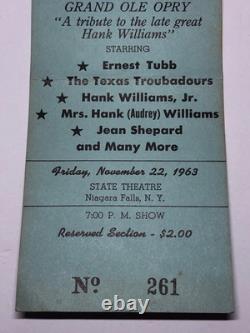 GRAND OLE OPRY
"A tribute to the late great
Hank Williams"
STARRING
★ Ernest Tubb
★ The Texas Troubadours
★ Hank Williams, Jr. ★
★ Mrs. Hank (Audrey) Williams
★ Jean Shepard ★
and Many More
Friday, November 22, 1963
STATE THEATRE
Niagara Falls, N. Y.
7:00 P. M. SHOW
Reserved Section - $2.00
Nº 261